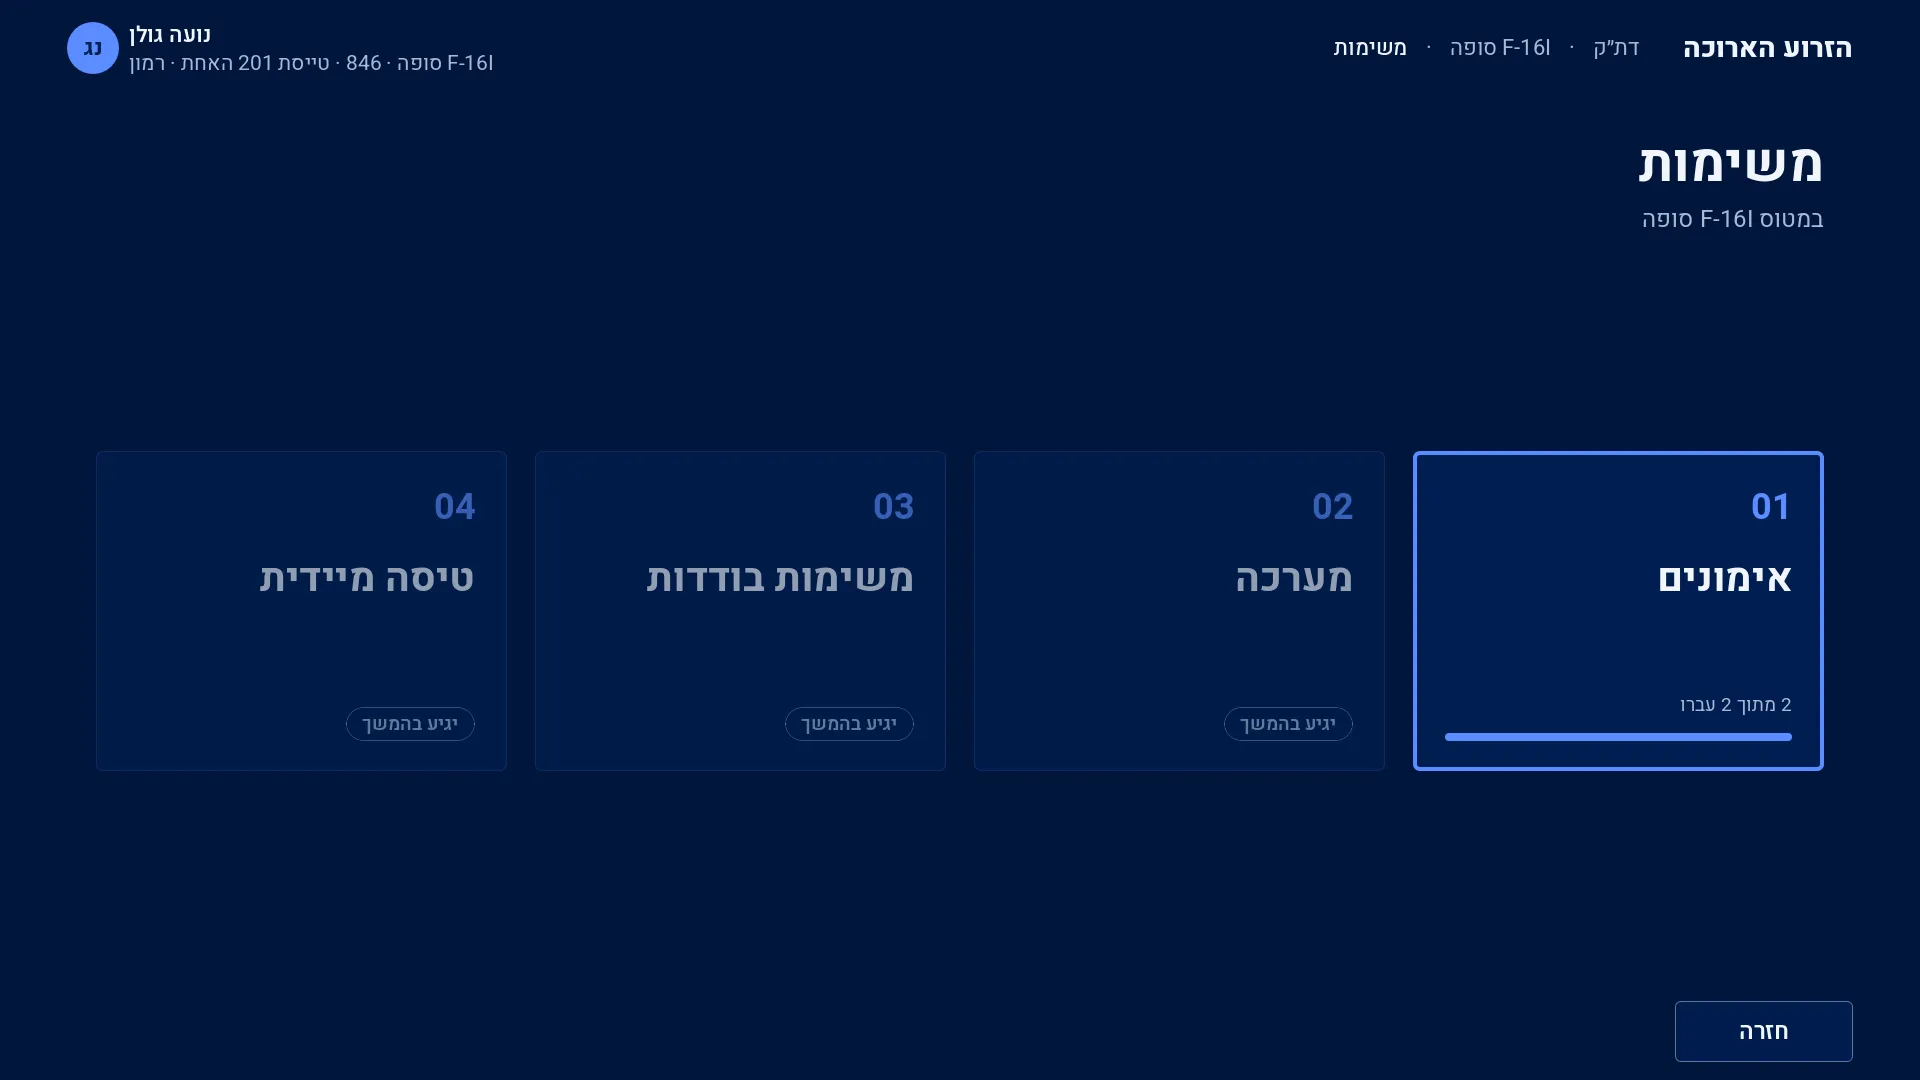 הזרוע הארוכה
דת״ק · F-16I סופה · משימות
נועה גולן
F-16I סופה · 846 · טייסת 201 האחת · רמון
נג
משימות
במטוס F-16I סופה
01
אימונים
2 מתוך 2 עברו
02
מערכה
יגיע בהמשך
03
משימות בודדות
יגיע בהמשך
04
טיסה מיידית
יגיע בהמשך
חזרה